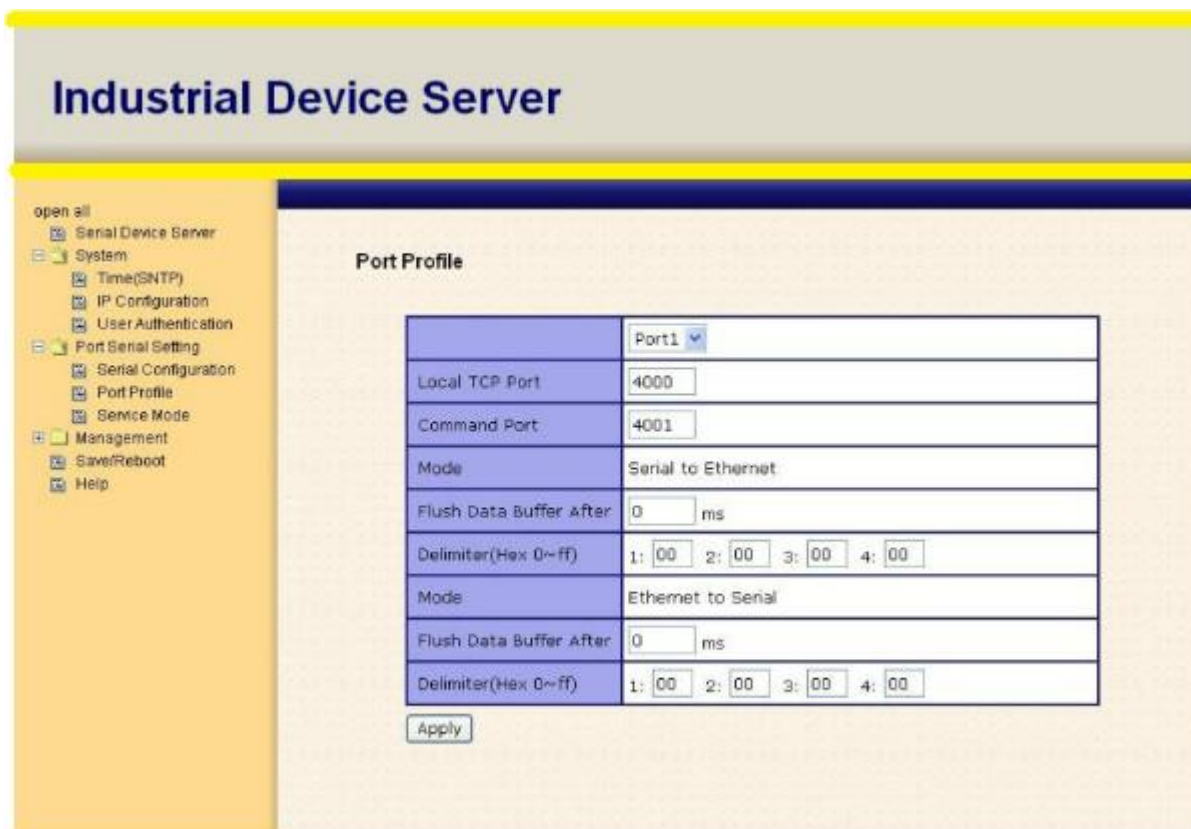 Industrial Device Server
open all
Serial Device Server
System
Time(SNTP)
IP Configuration
User Authentication
Port Serial Setting
Serial Configuration
Port Profile
Service Mode
Management
Save/Reboot
Help
Port Profile
Port1
Local TCP Port 4000
Command Port 4001
Mode Serial to Ethernet
Flush Data Buffer After 0 ms
Delimiter(Hex 0~ff) 1: 00 2: 00 3: 00 4: 00
Mode Ethernet to Serial
Flush Data Buffer After 0 ms
Delimiter(Hex 0~ff) 1: 00 2: 00 3: 00 4: 00
Apply